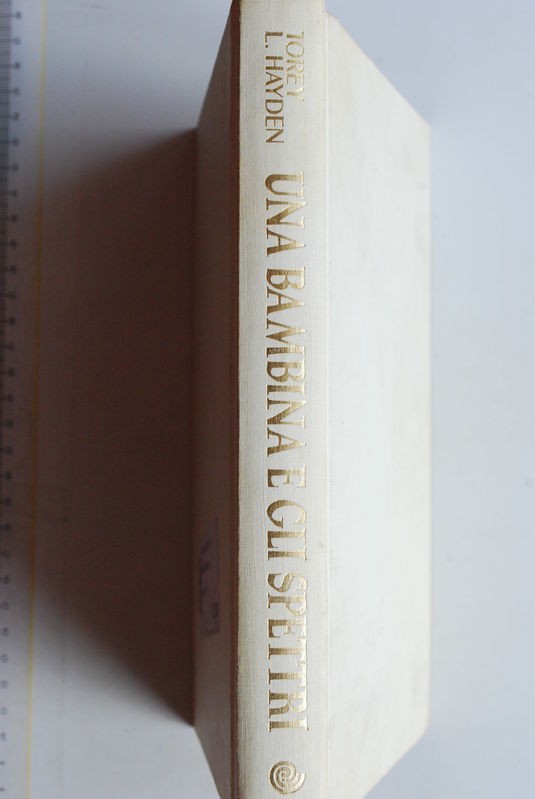 TOREY
L. HAYDEN
UNA BAMBINA E GLI SPETTRI